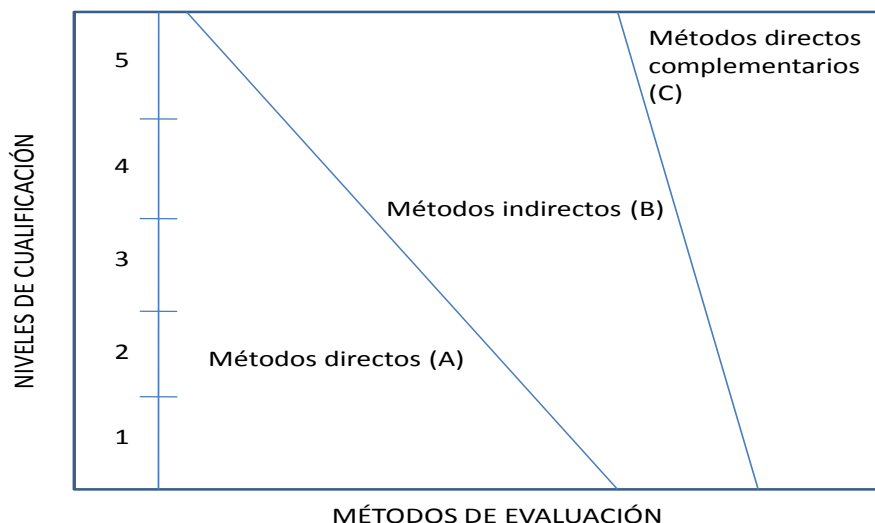 NIVELES DE CUALIFICACIÓN
5
4
3
2
1
Métodos directos
complementarios
(C)
Métodos indirectos (B)
Métodos directos (A)
MÉTODOS DE EVALUACIÓN